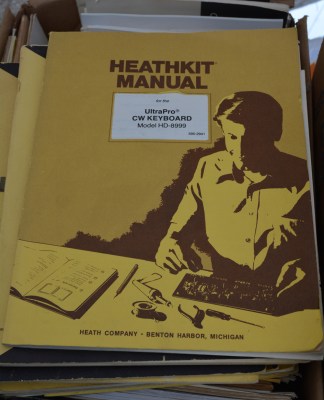 HEATHKIT
MANUAL
for the
UltraPro®
CW KEYBOARD
Model HD-8999
HEATH COMPANY • BENTON HARBOR, MICHIGAN